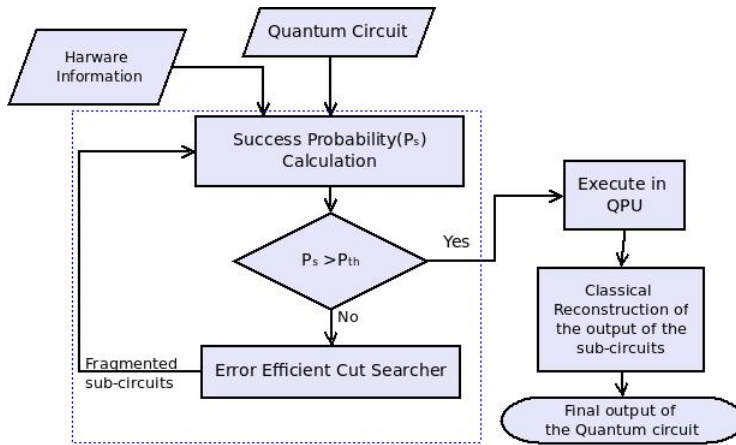 Harware
Information
Quantum Circuit
Success Probability(Ps)
Calculation
Ps >Pth
Yes
No
Error Efficient Cut Searcher
Fragmented
sub-circuits
Execute in
QPU
Classical
Reconstruction of
the output of the
sub-circuits
Final output of
the Quantum circuit